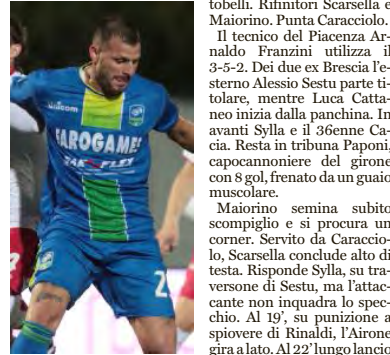 unicom
FAROGAMES
FLEX
2
tobelli. Rifinitori Scarsella e
Maiorino. Punta Caracciolo.
Il tecnico del Piacenza Ar-
naldo Franzini utilizza il
3-5-2. Dei due ex Brescia l'e-
sterno Alessio Sestu parte ti-
tolare, mentre Luca Catta-
neo inizia dalla panchina. In
avanti Sylla e il 36enne Ca-
cia. Resta in tribuna Paponi,
capocannoniere del girone
con 8 gol, frenato da un guaio
muscolare.
Maiorino semina subito
scompiglio e si procura un
corner. Servito da Caraccio-
lo, Scarsella conclude alto di
testa. Risponde Sylla, su tra-
versone di Sestu, ma l'attac-
cante non inquadra lo spec-
chio. Al 19', su punizione a
spiovere di Rinaldi, l'Airone
gira a lato. Al 22' lungo lancio